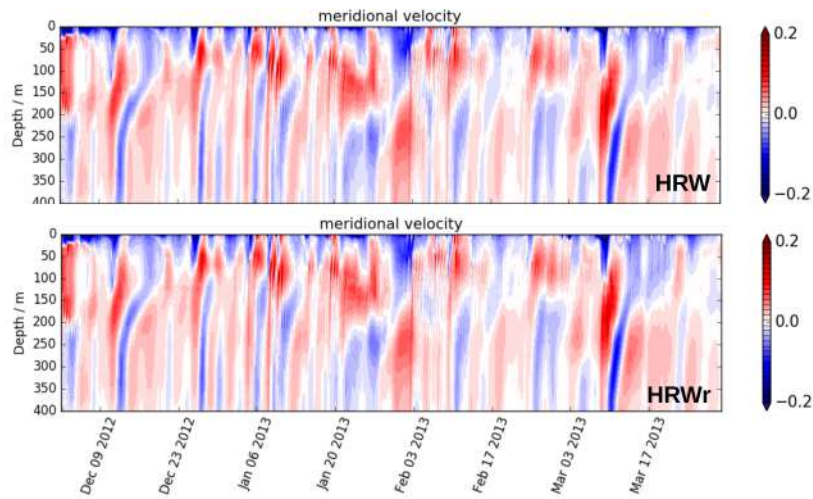 meridional velocity
0
50
100
150
200
250
300
350
400
Depth / m
HRW
0.2
0.0
−0.2
meridional velocity
0
50
100
150
200
250
300
350
400
Depth / m
HRWr
0.2
0.0
−0.2
Dec 09 2012
Dec 23 2012
Jan 06 2013
Jan 20 2013
Feb 03 2013
Feb 17 2013
Mar 03 2013
Mar 17 2013